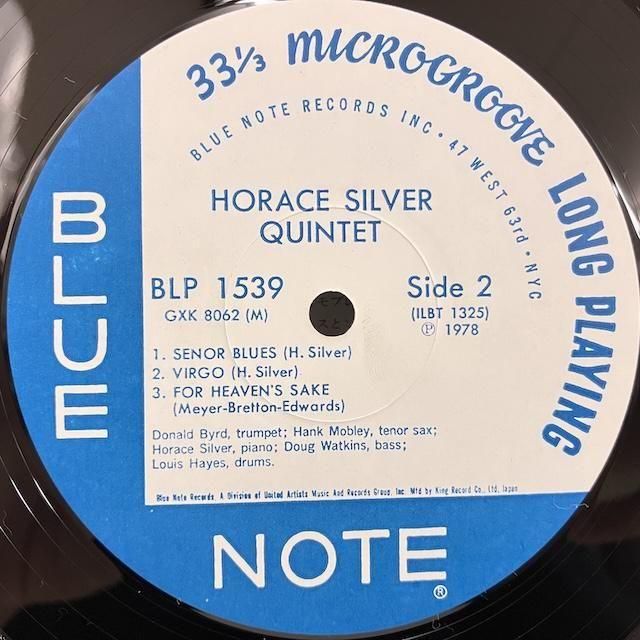 33⅓ MICROGROOVE LONG PLAYING
BLUE NOTE RECORDS INC • 47 WEST 63rd • NYC
HORACE SILVER
QUINTET
BLP 1539
GXK 8062 (M)
Side 2
(ILBT 1325)
Ⓟ 1978
1. SENOR BLUES (H. Silver)
2. VIRGO (H. Silver)
3. FOR HEAVEN'S SAKE
(Meyer-Bretton-Edwards)
Donald Byrd, trumpet; Hank Mobley, tenor sax;
Horace Silver, piano; Doug Watkins, bass;
Louis Hayes, drums.
Blue Note Records. A Division of United Artists Music And Records Group, Inc. Mfd by King Record Co., Ltd, Japan
BLUE
NOTE®